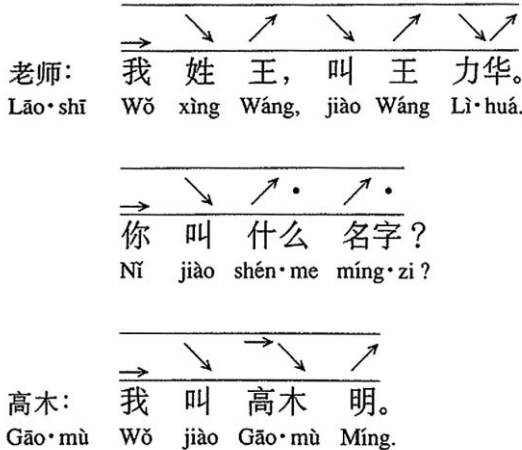 老师: 我 姓 王, 叫 王 力华。
Lāo·shī Wǒ xìng Wáng, jiào Wáng Lì·huá.
你 叫 什么 名字?
Nǐ jiào shén·me míng·zi?
高木: 我 叫 高木 明。
Gāo·mù Wǒ jiào Gāo·mù Míng.